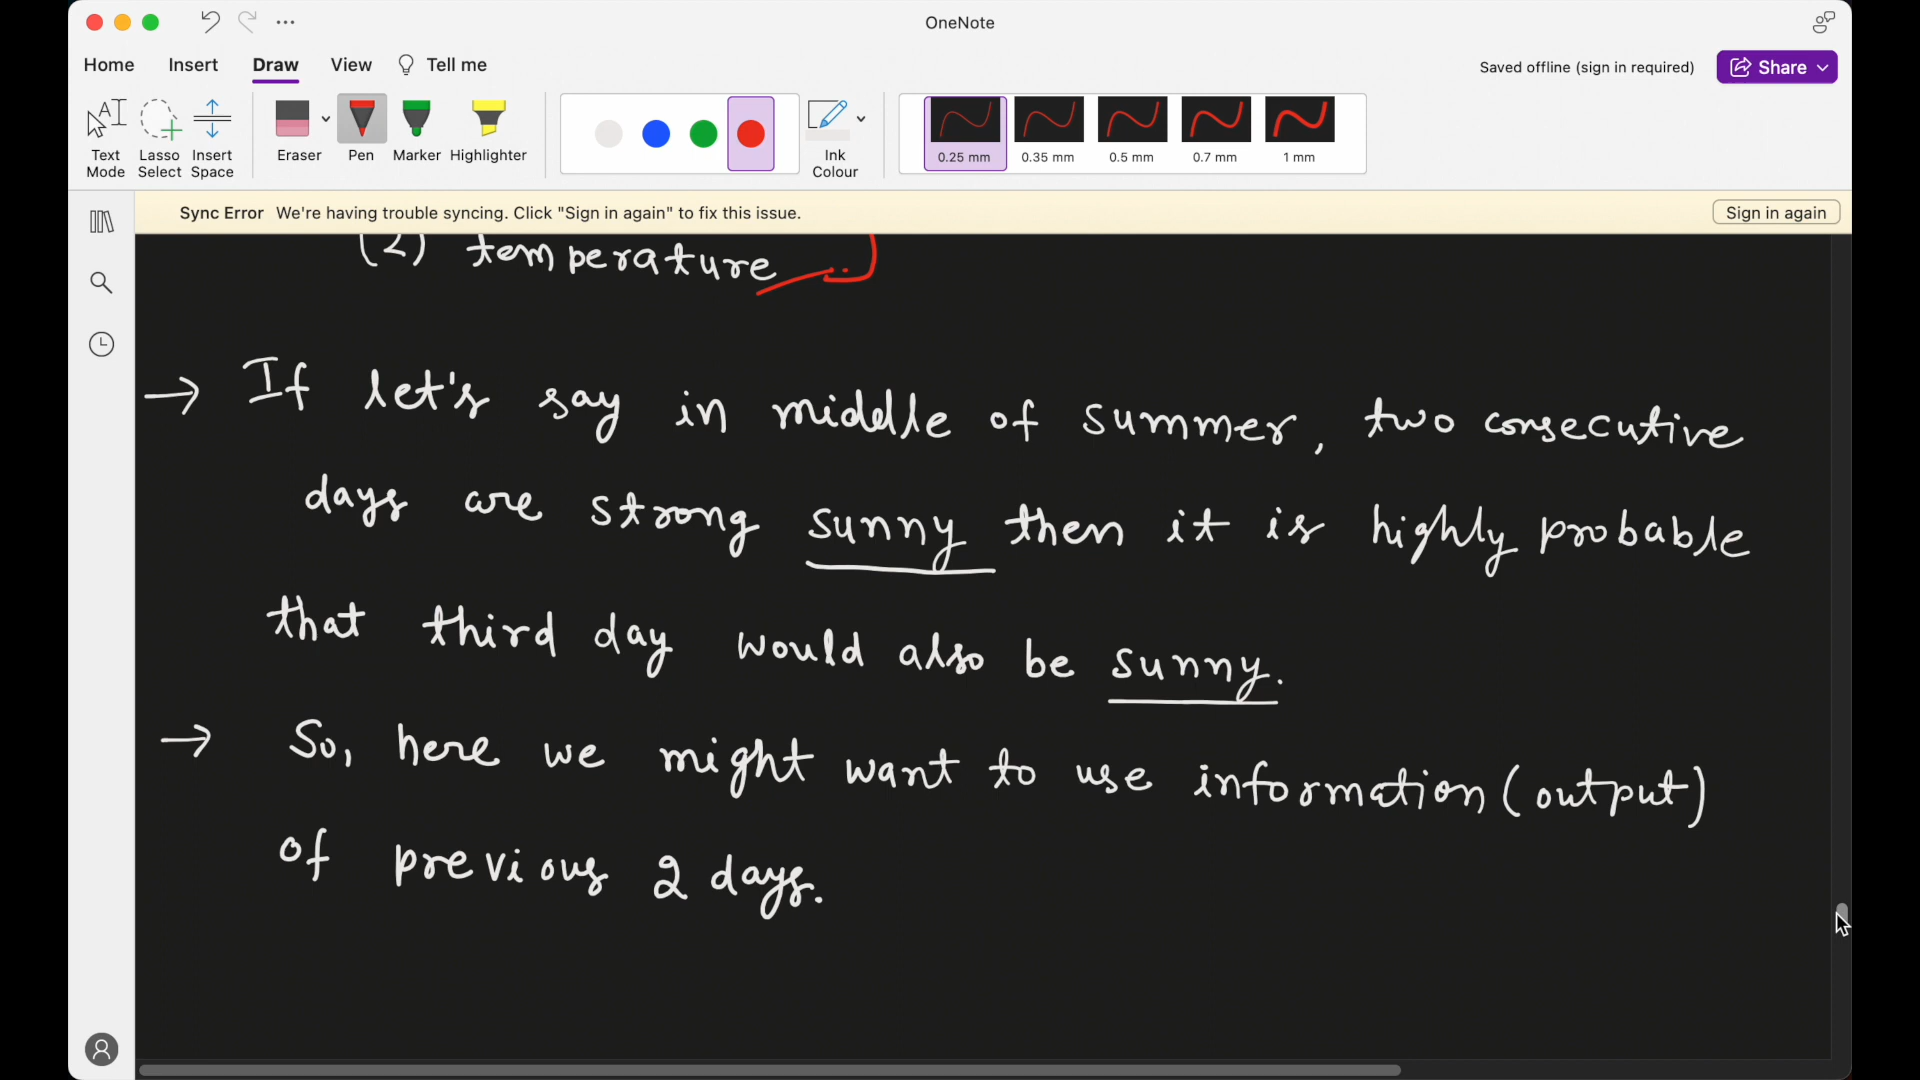 OneNote
Home Insert Draw View Tell me
Saved offline (sign in required) Share
Text Mode
Lasso Select
Insert Space
Eraser
Pen
Marker
Highlighter
Ink Colour
0.25 mm 0.35 mm 0.5 mm 0.7 mm 1 mm
Sync Error We're having trouble syncing. Click "Sign in again" to fix this issue. Sign in again
(2) temperature
→ If let's say in middle of summer, two consecutive
days are strong sunny then it is highly probable
that third day would also be sunny.
→ So, here we might want to use information (output)
of previous 2 days.